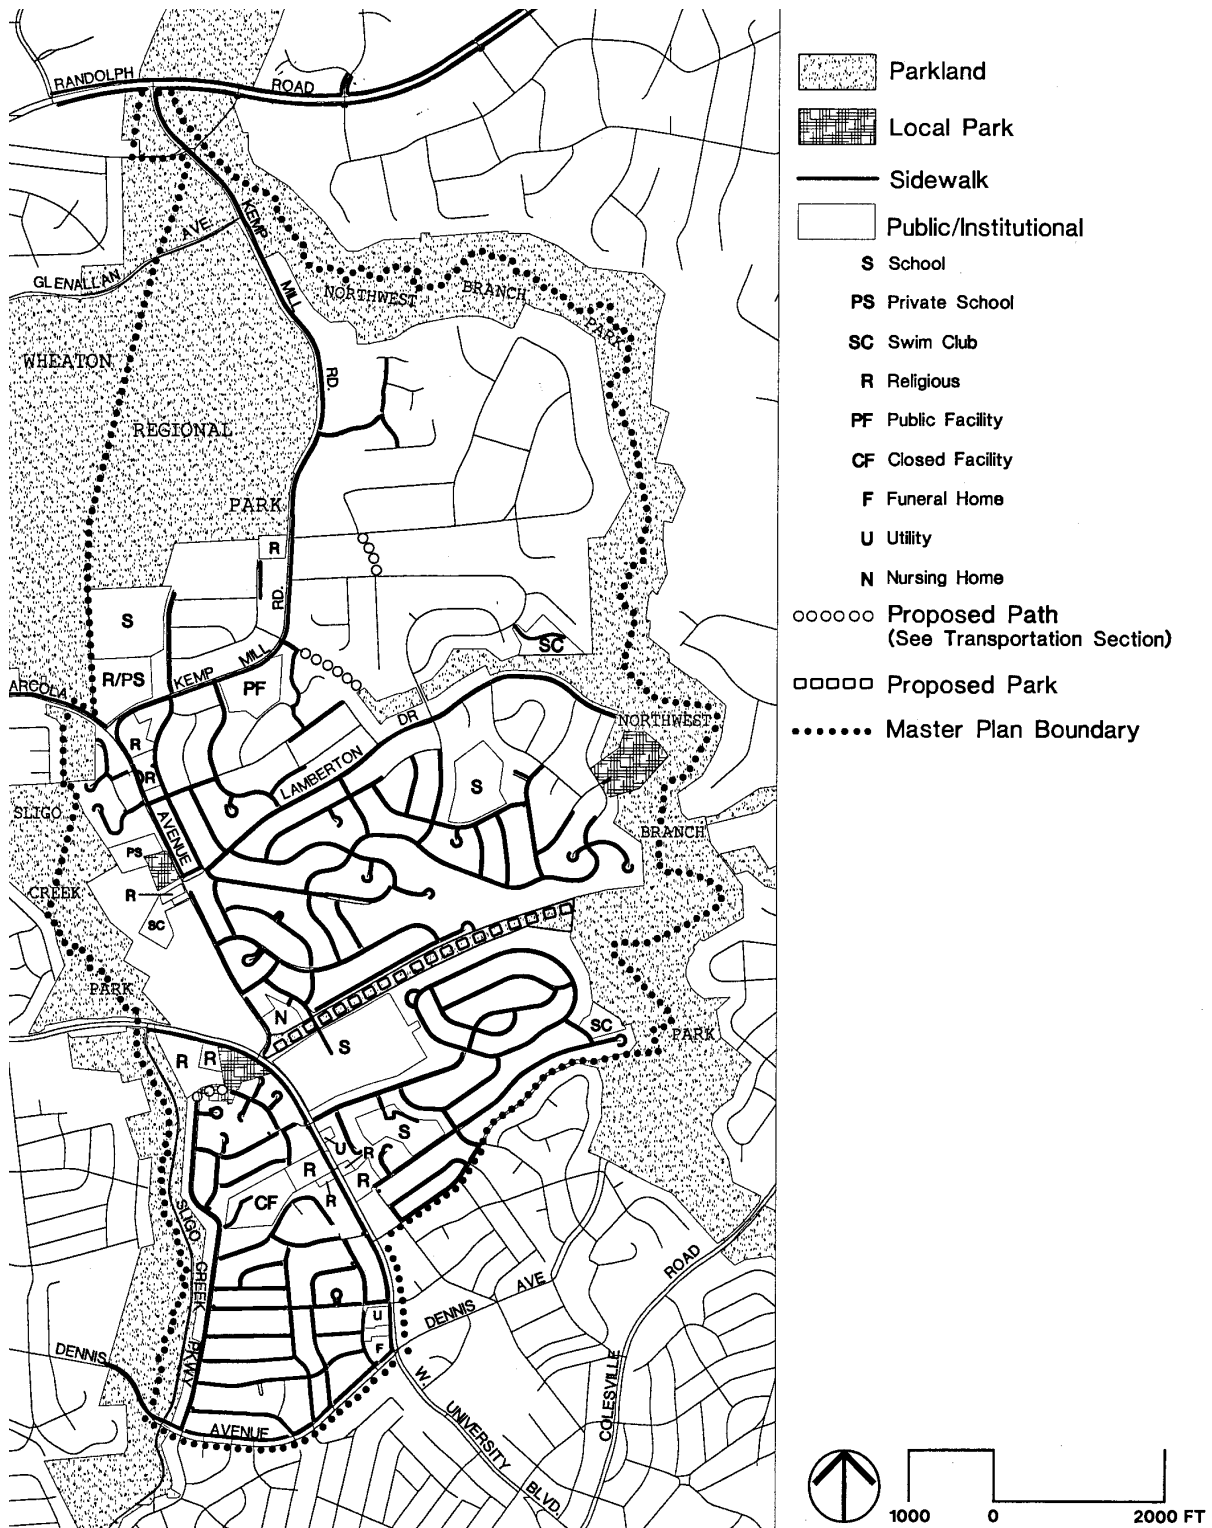 RANDOLPH
ROAD
KEMP
AVE.
GLENALLAN
MILL
NORTHWEST
BRANCH
PARK
WHEATON
RD.
REGIONAL
PARK
R
RD.
S
SC
MILL
ARCOLA
R/PS
KEMP
PF
DR
NORTHWEST
R
LAMBERTON
S
SLIGO
AVENUE
BRANCH
PS
CREEK
R
SC
PARK
N
SC
PARK
R
R
S
S
U
R
R
R
CF
R
SLIGO
ROAD
CREEK
AVE
DENNIS
U
F
DENNIS
PKWY
W.
COLESVILLE
AVENUE
UNIVERSITY
BLVD.
Parkland
Local Park
Sidewalk
Public/Institutional
S School
PS Private School
SC Swim Club
R Religious
PF Public Facility
CF Closed Facility
F Funeral Home
U Utility
N Nursing Home
Proposed Path
(See Transportation Section)
Proposed Park
Master Plan Boundary
1000 0 2000 FT